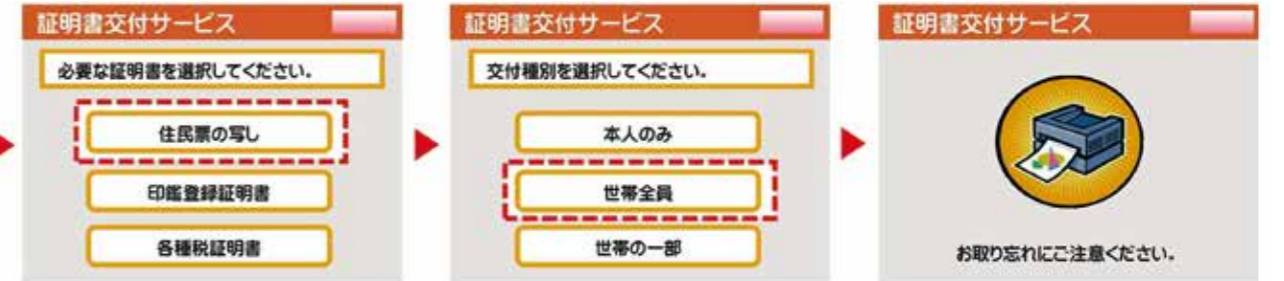 証明書交付サービス
必要な証明書を選択してください.
住民票の写し
印鑑登録証明書
各種税証明書
証明書交付サービス
交付種別を選択してください.
本人のみ
世帯全員
世帯の一部
証明書交付サービス
お取り忘れにご注意ください.